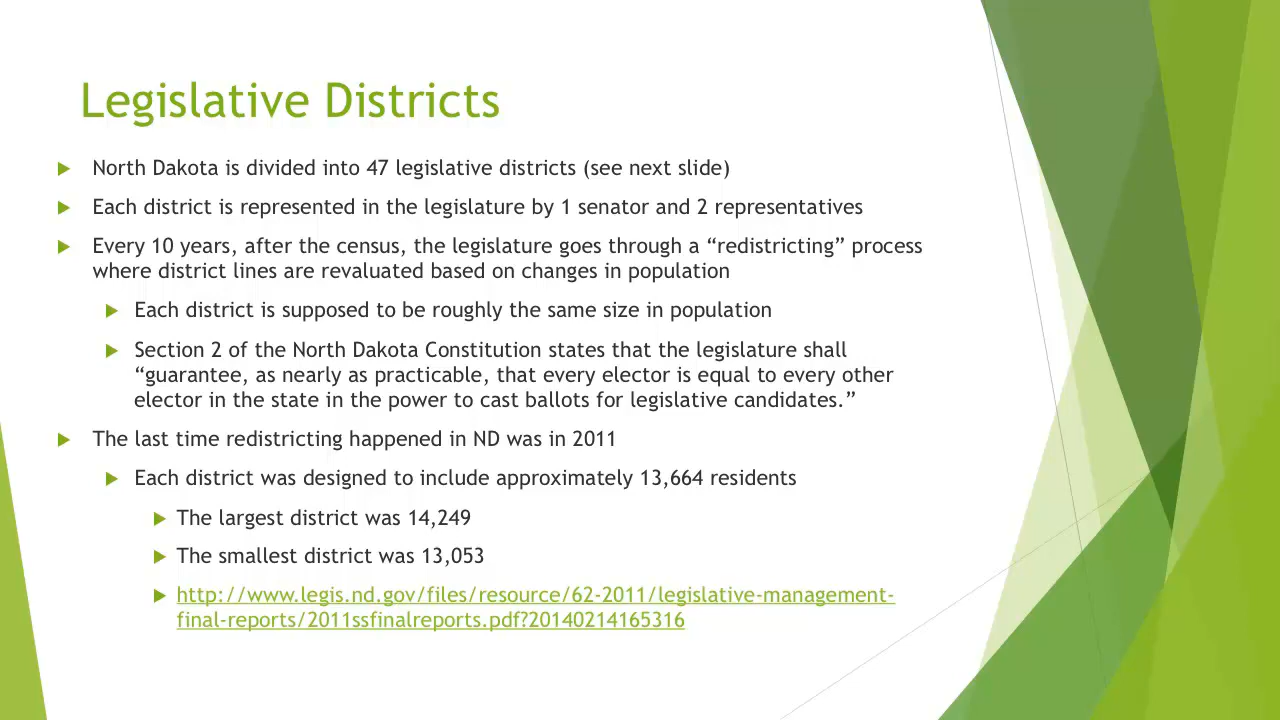 Legislative Districts
North Dakota is divided into 47 legislative districts (see next slide)
Each district is represented in the legislature by 1 senator and 2 representatives
Every 10 years, after the census, the legislature goes through a “redistricting” process
where district lines are revaluated based on changes in population
Each district is supposed to be roughly the same size in population
Section 2 of the North Dakota Constitution states that the legislature shall
“guarantee, as nearly as practicable, that every elector is equal to every other
elector in the state in the power to cast ballots for legislative candidates.”
The last time redistricting happened in ND was in 2011
Each district was designed to include approximately 13,664 residents
The largest district was 14,249
The smallest district was 13,053
http://www.legis.nd.gov/files/resource/62-2011/legislative-management-
final-reports/2011ssfinalreports.pdf?20140214165316